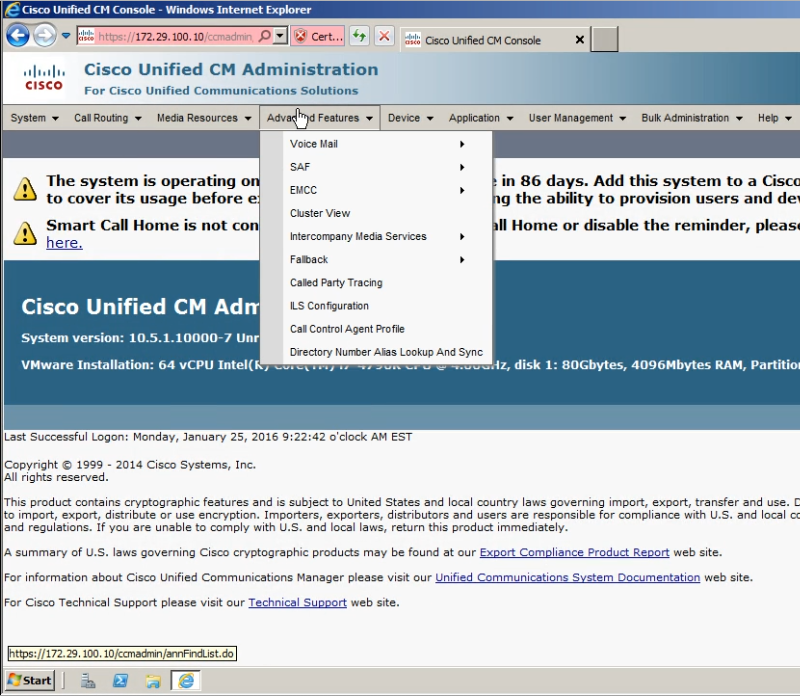 Cisco Unified CM Console - Windows Internet Explorer
https://172.29.100.10/ccmadmin
Cert...
Cisco Unified CM Console
CISCO
Cisco Unified CM Administration
For Cisco Unified Communications Solutions
System Call Routing Media Resources Advanced Features Device Application User Management Bulk Administration Help
Voice Mail
SAF
EMCC
Cluster View
Intercompany Media Services
Fallback
Called Party Tracing
ILS Configuration
Call Control Agent Profile
Directory Number Alias Lookup And Sync
The system is operating on e in 86 days. Add this system to a Cisco
to cover its usage before e ng the ability to provision users and dev
Smart Call Home is not con all Home or disable the reminder, please
here.
Cisco Unified CM Adm
System version: 10.5.1.10000-7 Unr
VMware Installation: 64 vCPU Intel(R) Core(TM) i7-4790K CPU @ 4.00GHz, disk 1: 80Gbytes, 4096Mbytes RAM, Partitio
Last Successful Logon: Monday, January 25, 2016 9:22:42 o'clock AM EST
Copyright © 1999 - 2014 Cisco Systems, Inc.
All rights reserved.
This product contains cryptographic features and is subject to United States and local country laws governing import, export, transfer and use. D
to import, export, distribute or use encryption. Importers, exporters, distributors and users are responsible for compliance with U.S. and local co
and regulations. If you are unable to comply with U.S. and local laws, return this product immediately.
A summary of U.S. laws governing Cisco cryptographic products may be found at our Export Compliance Product Report web site.
For information about Cisco Unified Communications Manager please visit our Unified Communications System Documentation web site.
For Cisco Technical Support please visit our Technical Support web site.
https://172.29.100.10/ccmadmin/annFindList.do
Start